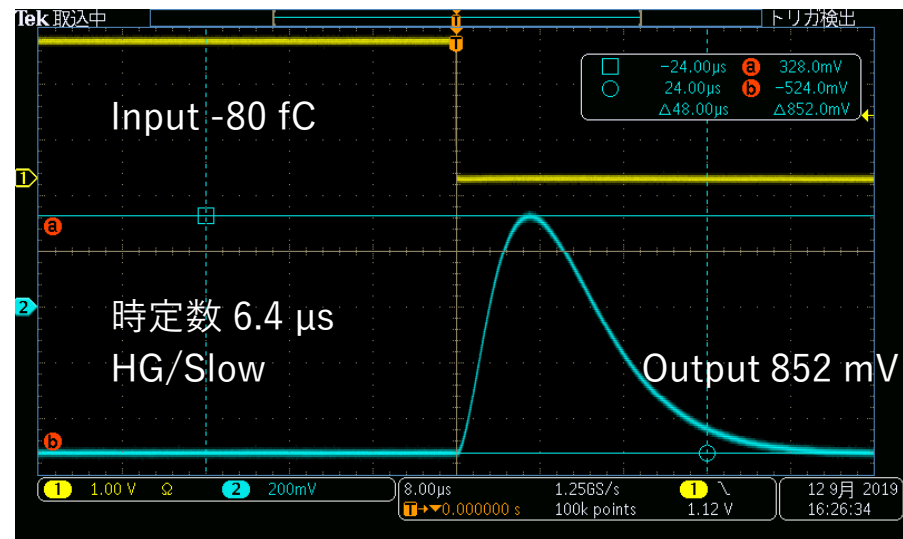 Tek 取込中 トリガ検出
T
-24.00µs a 328.0mV
24.00µs b -524.0mV
△48.00µs △852.0mV
Input -80 fC
1
a
2
時定数 6.4 µs
HG/Slow
Output 852 mV
b
1 1.00 V Ω 2 200mV 8.00µs 1.25GS/s 1 \ 12 9月 2019
T→▼0.000000 s 100k points 1.12 V 16:26:34